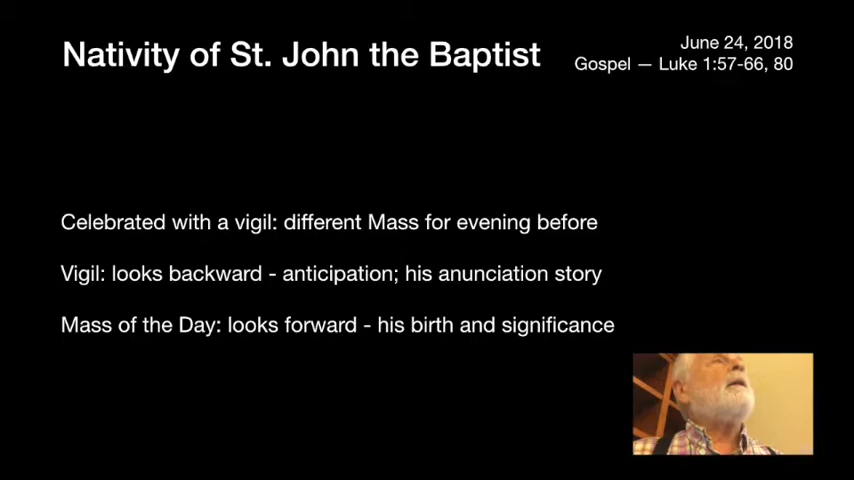 Nativity of St. John the Baptist
June 24, 2018
Gospel — Luke 1:57-66, 80
Celebrated with a vigil: different Mass for evening before
Vigil: looks backward - anticipation; his anunciation story
Mass of the Day: looks forward - his birth and significance